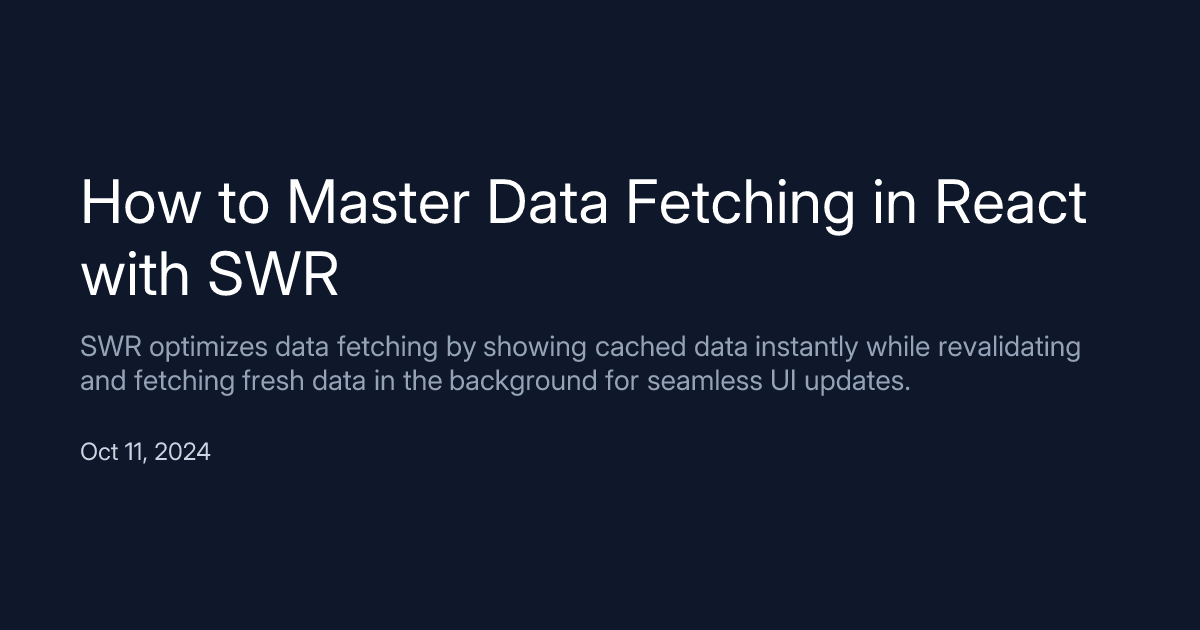 How to Master Data Fetching in React
with SWR
SWR optimizes data fetching by showing cached data instantly while revalidating
and fetching fresh data in the background for seamless UI updates.
Oct 11, 2024